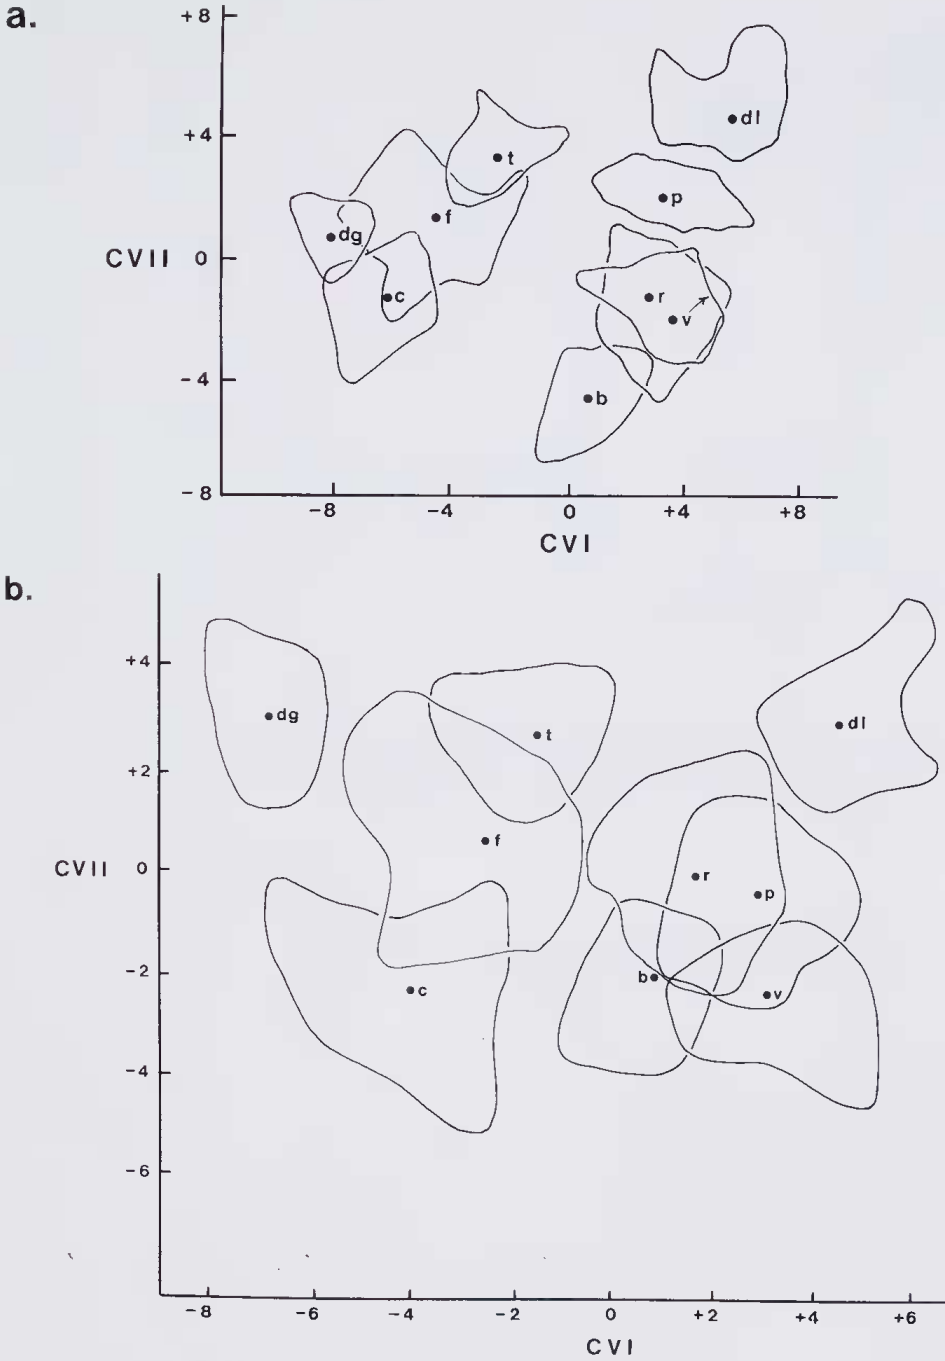 a.
+8
+4
CVII 0
-4
-8
dl
t
p
f
dg
c
r
v
b
-8 -4 0 +4 +8
CVI
b.
+4
+2
CVII 0
-2
-4
-6
dg
t
dl
f
r
p
b
v
c
-8 -6 -4 -2 0 +2 +4 +6
CVI